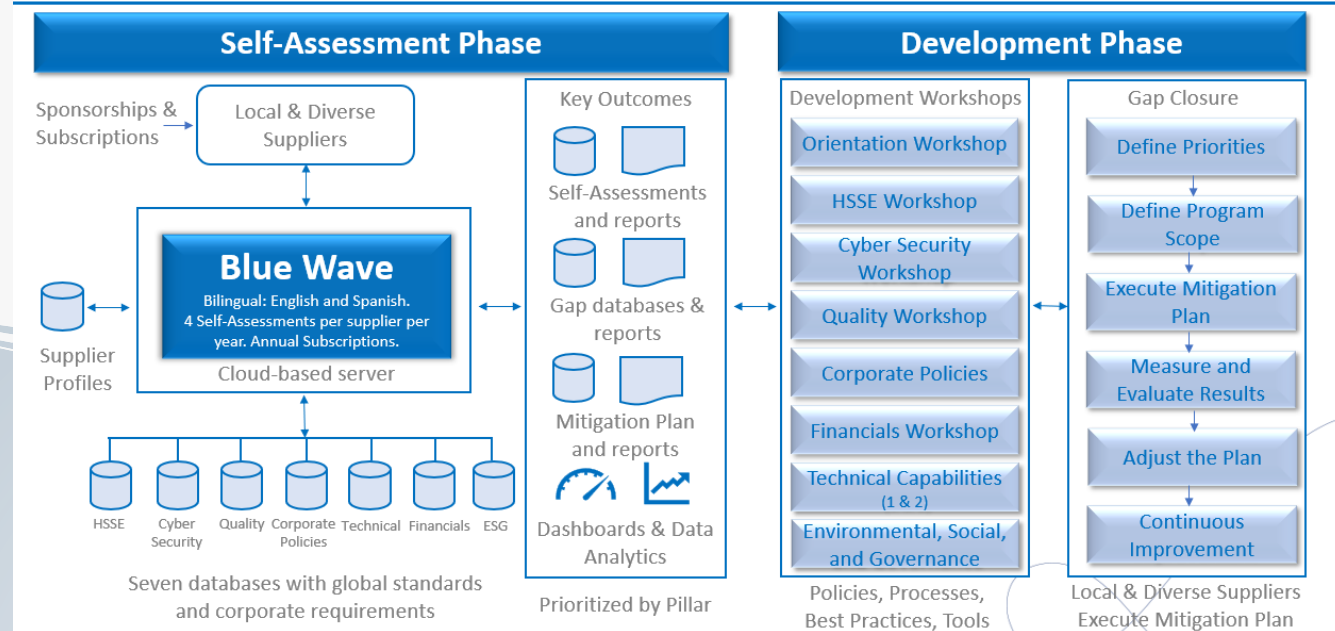 Self-Assessment Phase
Sponsorships &
Subscriptions
Local & Diverse
Suppliers
Blue Wave
Bilingual: English and Spanish.
4 Self-Assessments per supplier per
year. Annual Subscriptions.
Cloud-based server
Supplier
Profiles
HSSE
Cyber
Security
Quality
Corporate
Policies
Technical
Financials
ESG
Seven databases with global standards
and corporate requirements
Key Outcomes
Self-Assessments
and reports
Gap databases &
reports
Mitigation Plan
and reports
Dashboards & Data
Analytics
Prioritized by Pillar
Development Phase
Development Workshops
Orientation Workshop
HSSE Workshop
Cyber Security
Workshop
Quality Workshop
Corporate Policies
Financials Workshop
Technical Capabilities
(1 & 2)
Environmental, Social,
and Governance
Policies, Processes,
Best Practices, Tools
Gap Closure
Define Priorities
Define Program
Scope
Execute Mitigation
Plan
Measure and
Evaluate Results
Adjust the Plan
Continuous
Improvement
Local & Diverse Suppliers
Execute Mitigation Plan